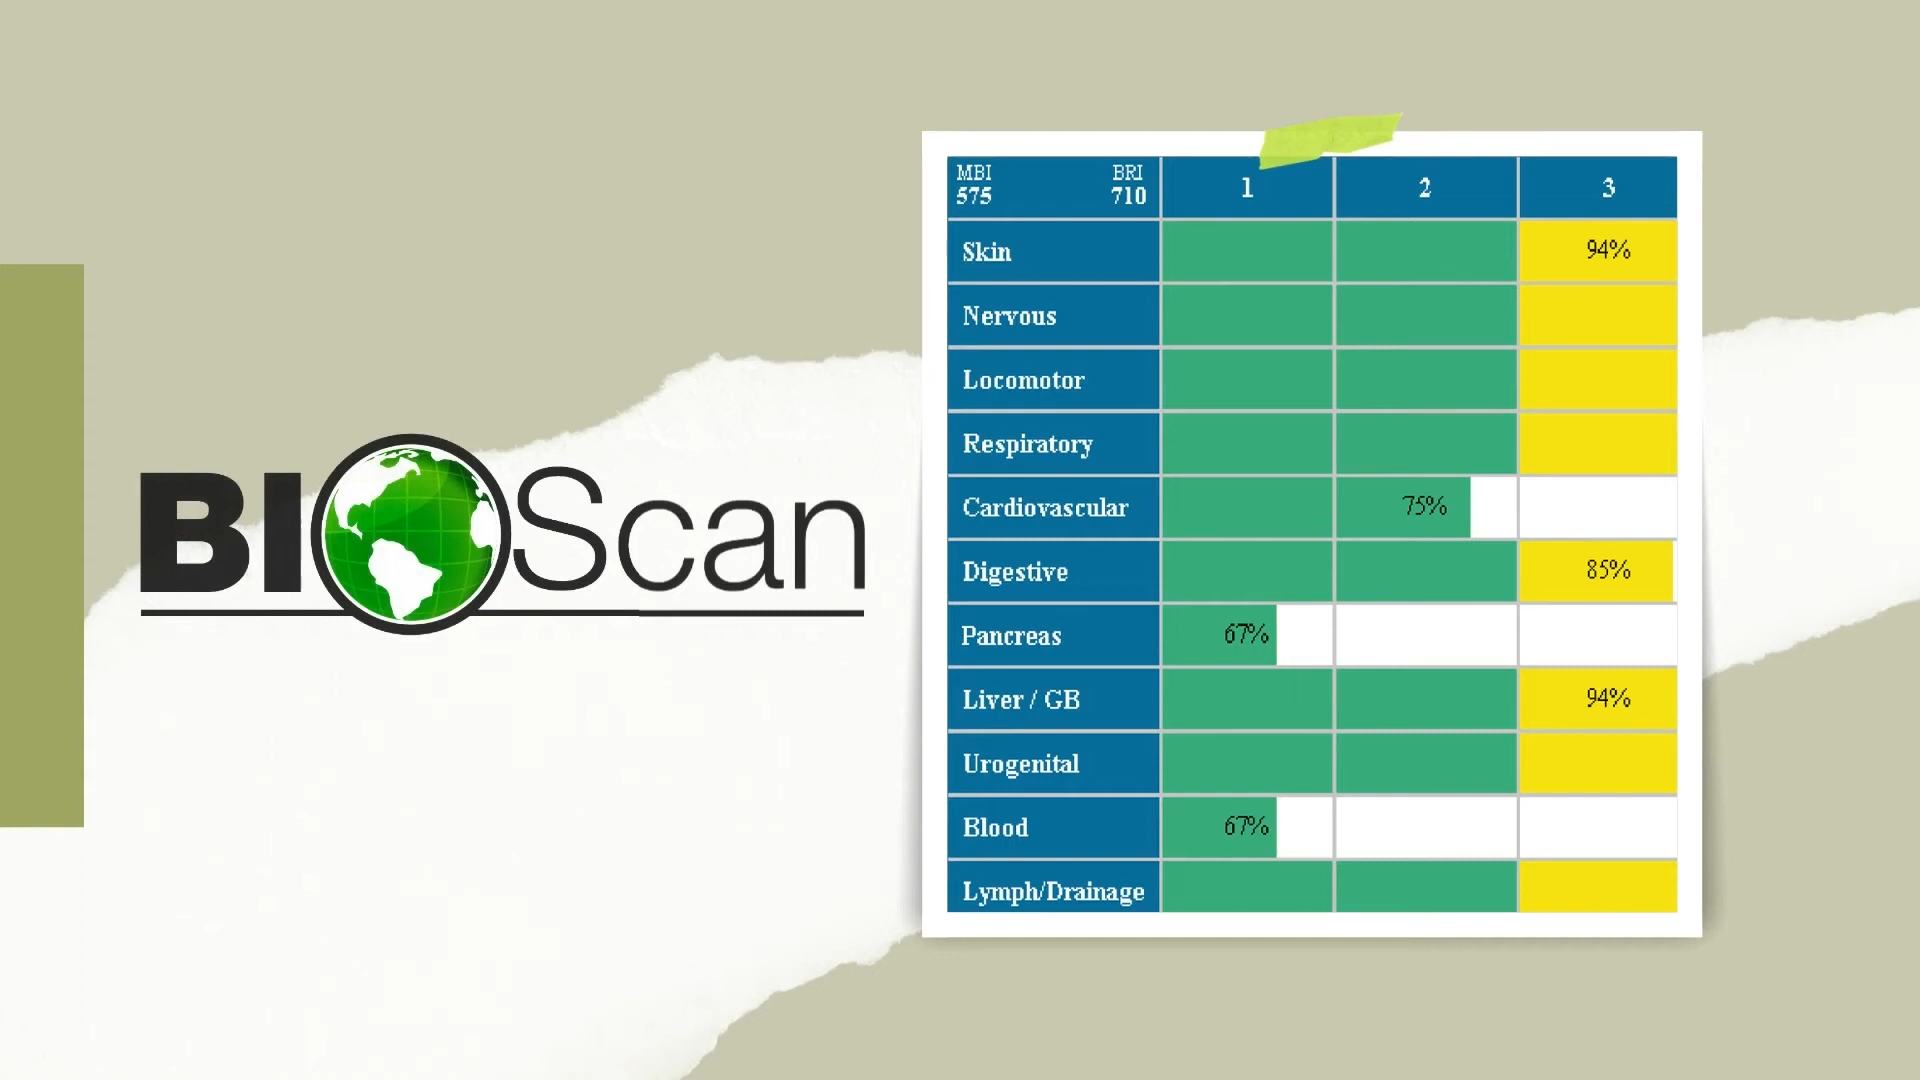 BIOScan
MBI BRI 1 2 3
575 710
Skin 94%
Nervous
Locomotor
Respiratory
Cardiovascular 75%
Digestive 85%
Pancreas 67%
Liver / GB 94%
Urogenital
Blood 67%
Lymph/Drainage